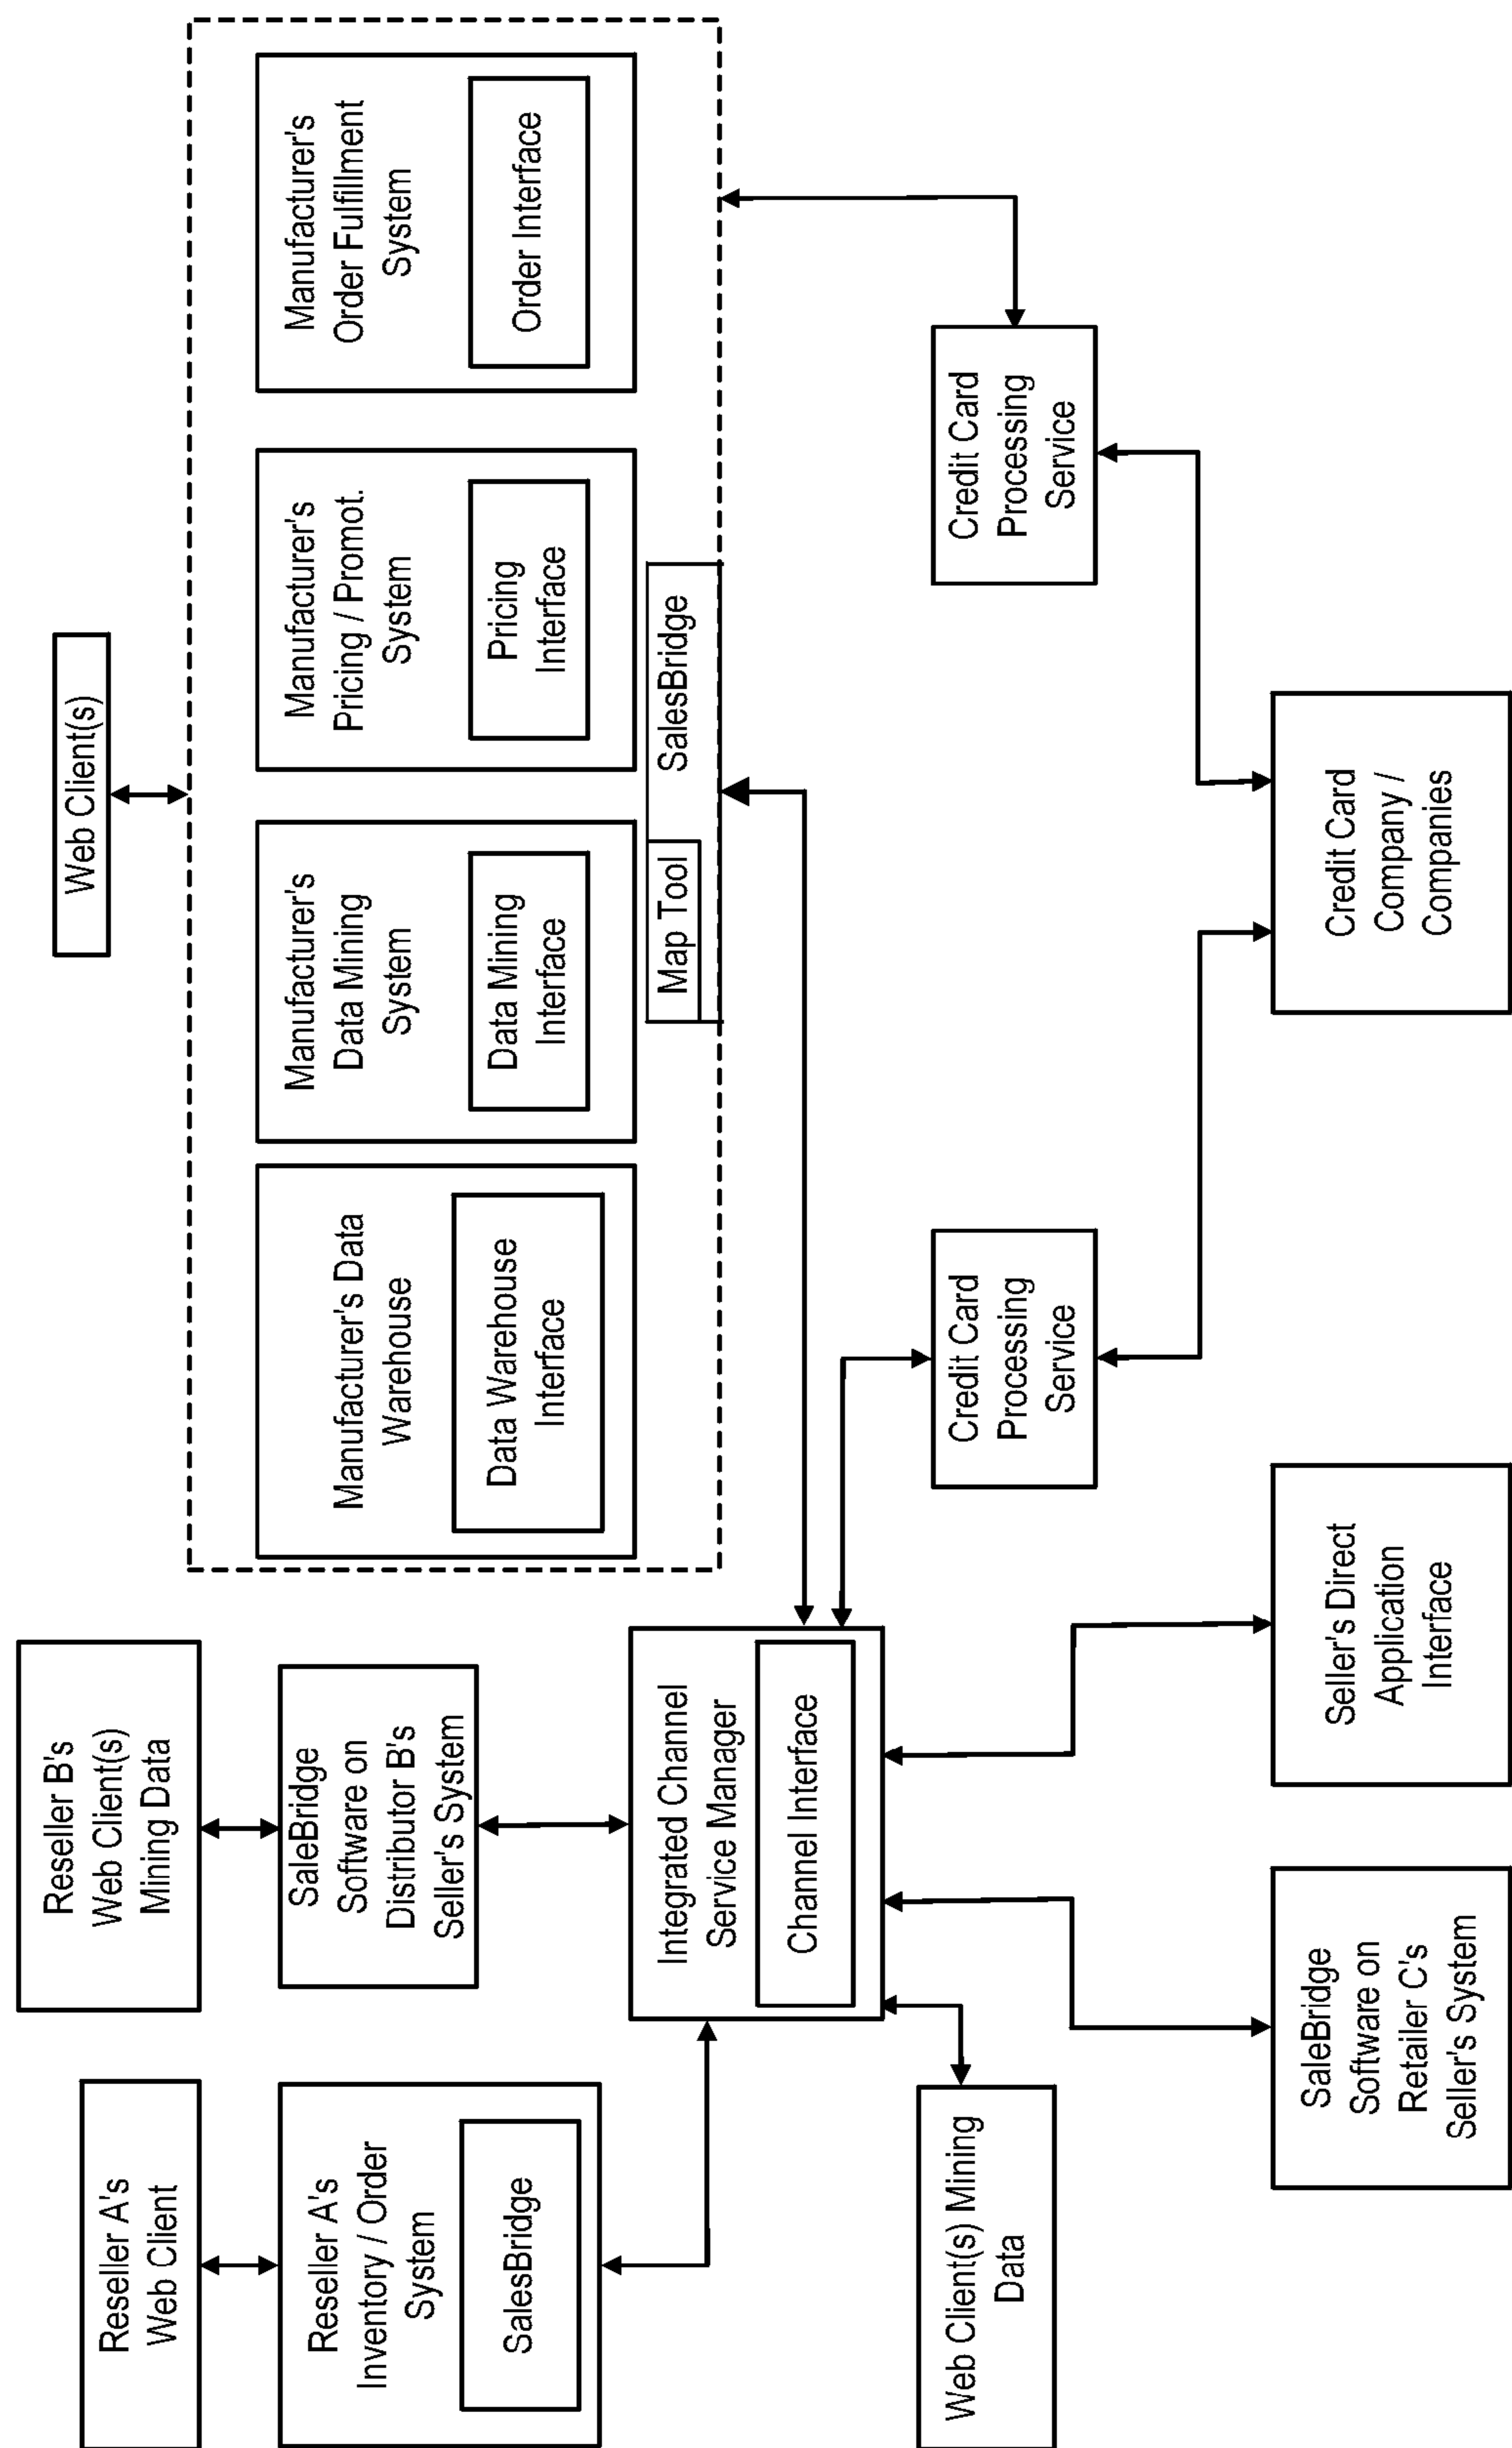 Reseller A's
Web Client
Reseller A's
Inventory / Order
System
SalesBridge
Web Client(s) Mining
Data
Reseller B's
Web Client(s)
Mining Data
SaleBridge
Software on
Distributor B's
Seller's System
Integrated Channel
Service Manager
Channel Interface
SaleBridge
Software on
Retailer C's
Seller's System
Seller's Direct
Application
Interface
Web Client(s)
Manufacturer's Data
Warehouse
Data Warehouse
Interface
Manufacturer's
Data Mining
System
Data Mining
Interface
Manufacturer's
Pricing / Promot.
System
Pricing
Interface
Manufacturer's
Order Fulfillment
System
Order Interface
Map Tool
SalesBridge
Credit Card
Processing
Service
Credit Card
Processing
Service
Credit Card
Company /
Companies